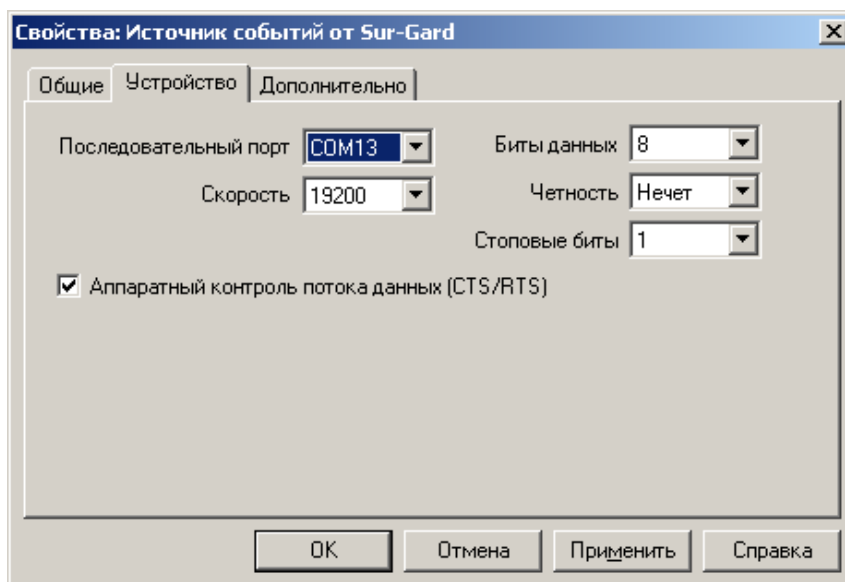 Свойства: Источник событий от Sur-Gard
Общие Устройство Дополнительно
Последовательный порт COM13 Биты данных 8
Скорость 19200 Четность Нечет
Стоповые биты 1
Аппаратный контроль потока данных (CTS/RTS)
OK Отмена Применить Справка